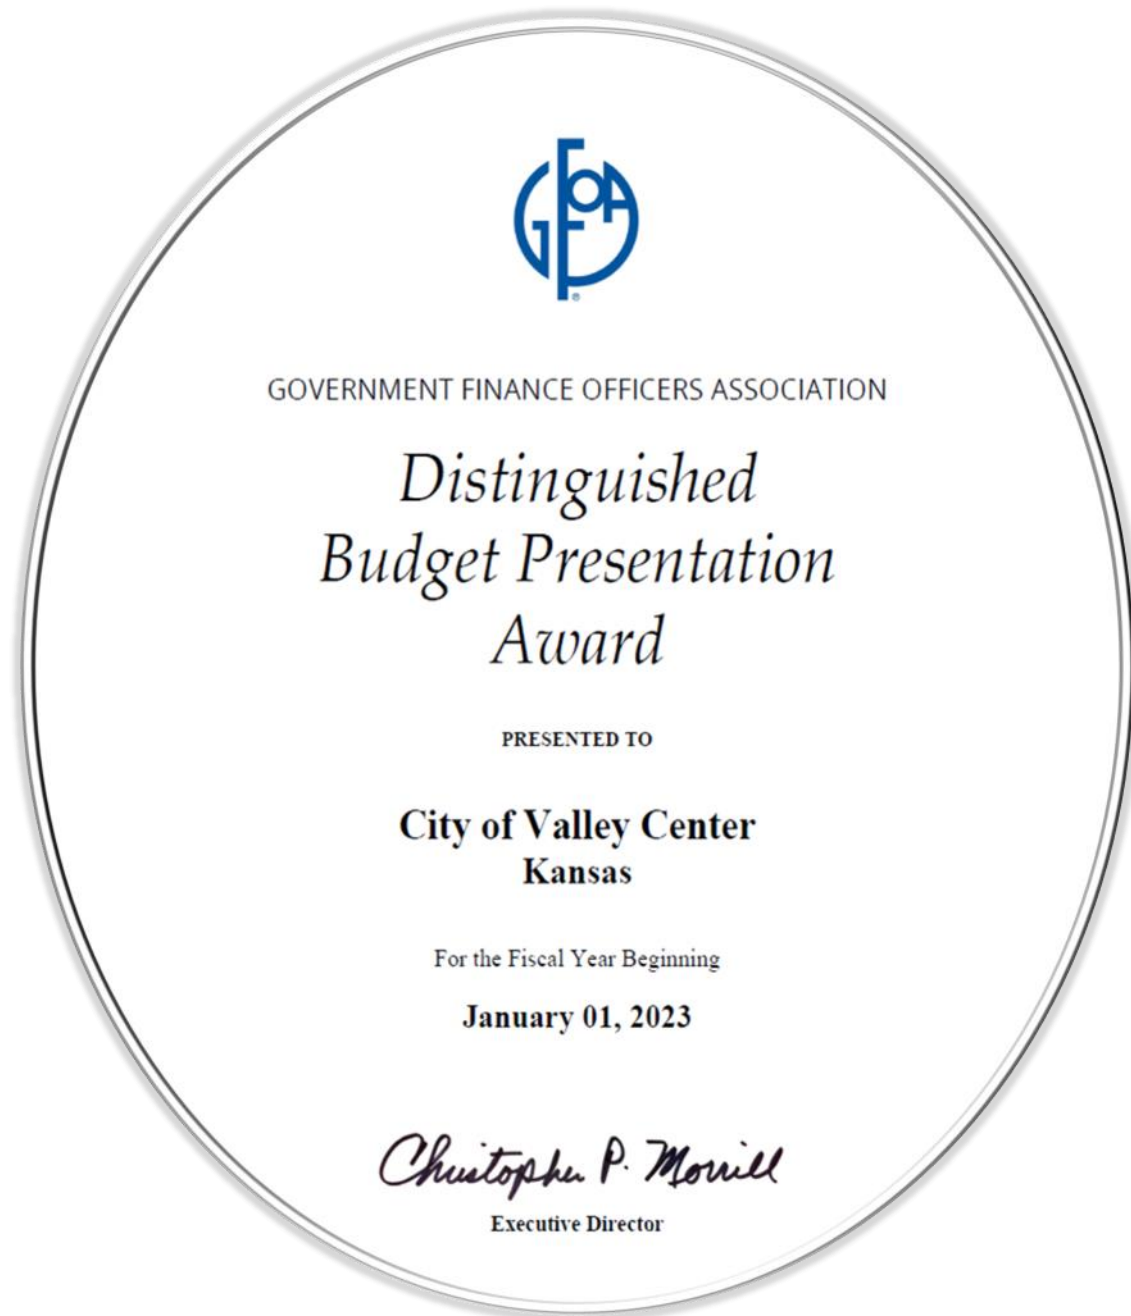 GFOA
®
GOVERNMENT FINANCE OFFICERS ASSOCIATION
Distinguished
Budget Presentation
Award
PRESENTED TO
City of Valley Center
Kansas
For the Fiscal Year Beginning
January 01, 2023
Christopher P. Morrill
Executive Director